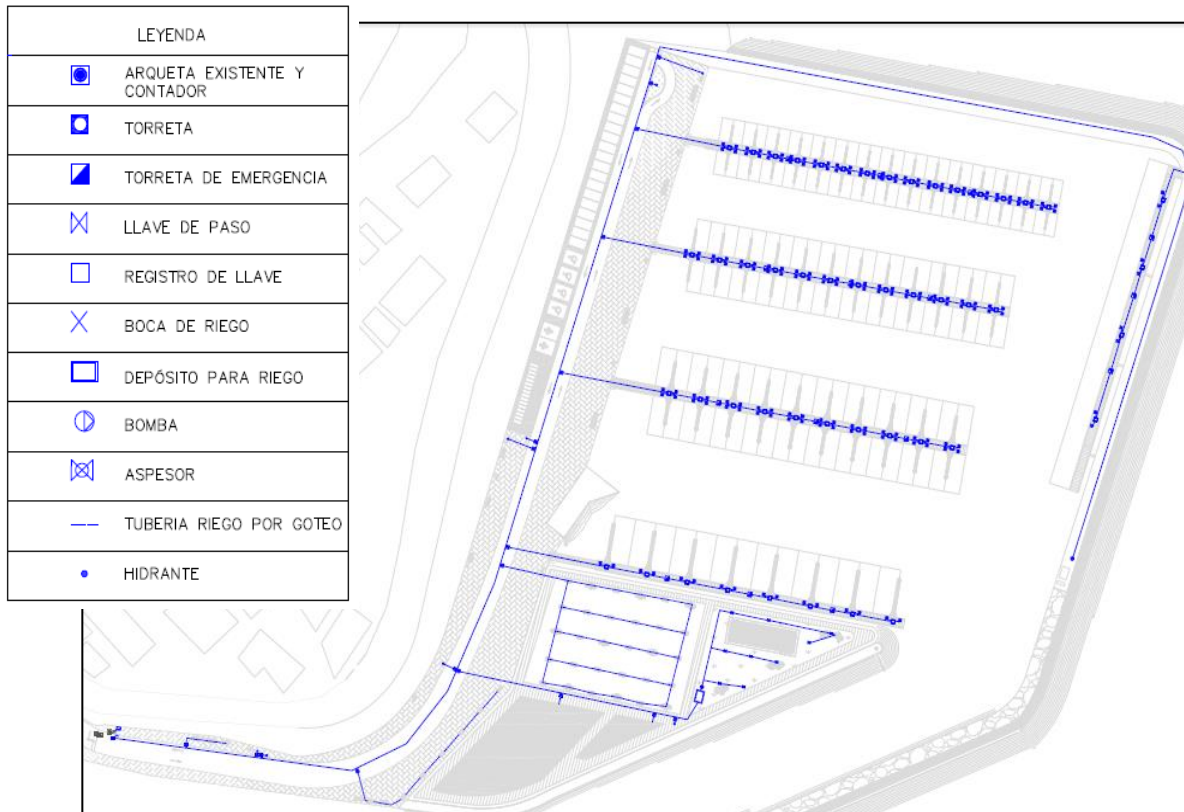 LEYENDA
ARQUETA EXISTENTE Y
CONTADOR
TORRETA
TORRETA DE EMERGENCIA
LLAVE DE PASO
REGISTRO DE LLAVE
BOCA DE RIEGO
DEPÓSITO PARA RIEGO
BOMBA
ASPESOR
TUBERIA RIEGO POR GOTEO
HIDRANTE